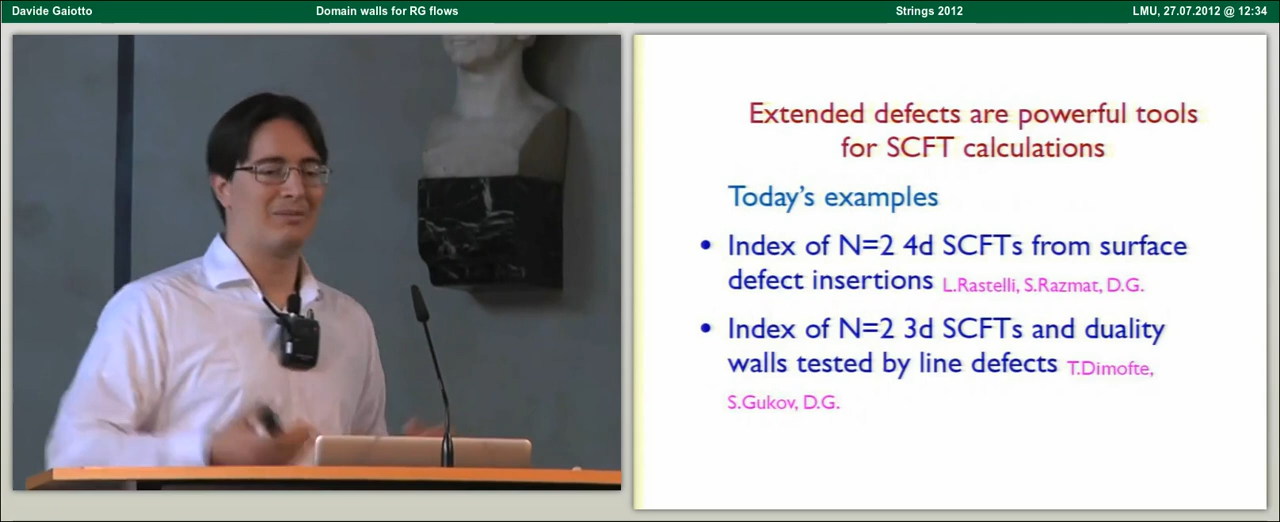 Davide Gaiotto Domain walls for RG flows Strings 2012 LMU, 27.07.2012 @ 12:34
Extended defects are powerful tools
for SCFT calculations
Today's examples
• Index of N=2 4d SCFTs from surface
defect insertions L.Rastelli, S.Razmat, D.G.
• Index of N=2 3d SCFTs and duality
walls tested by line defects T.Dimofte,
S.Gukov, D.G.